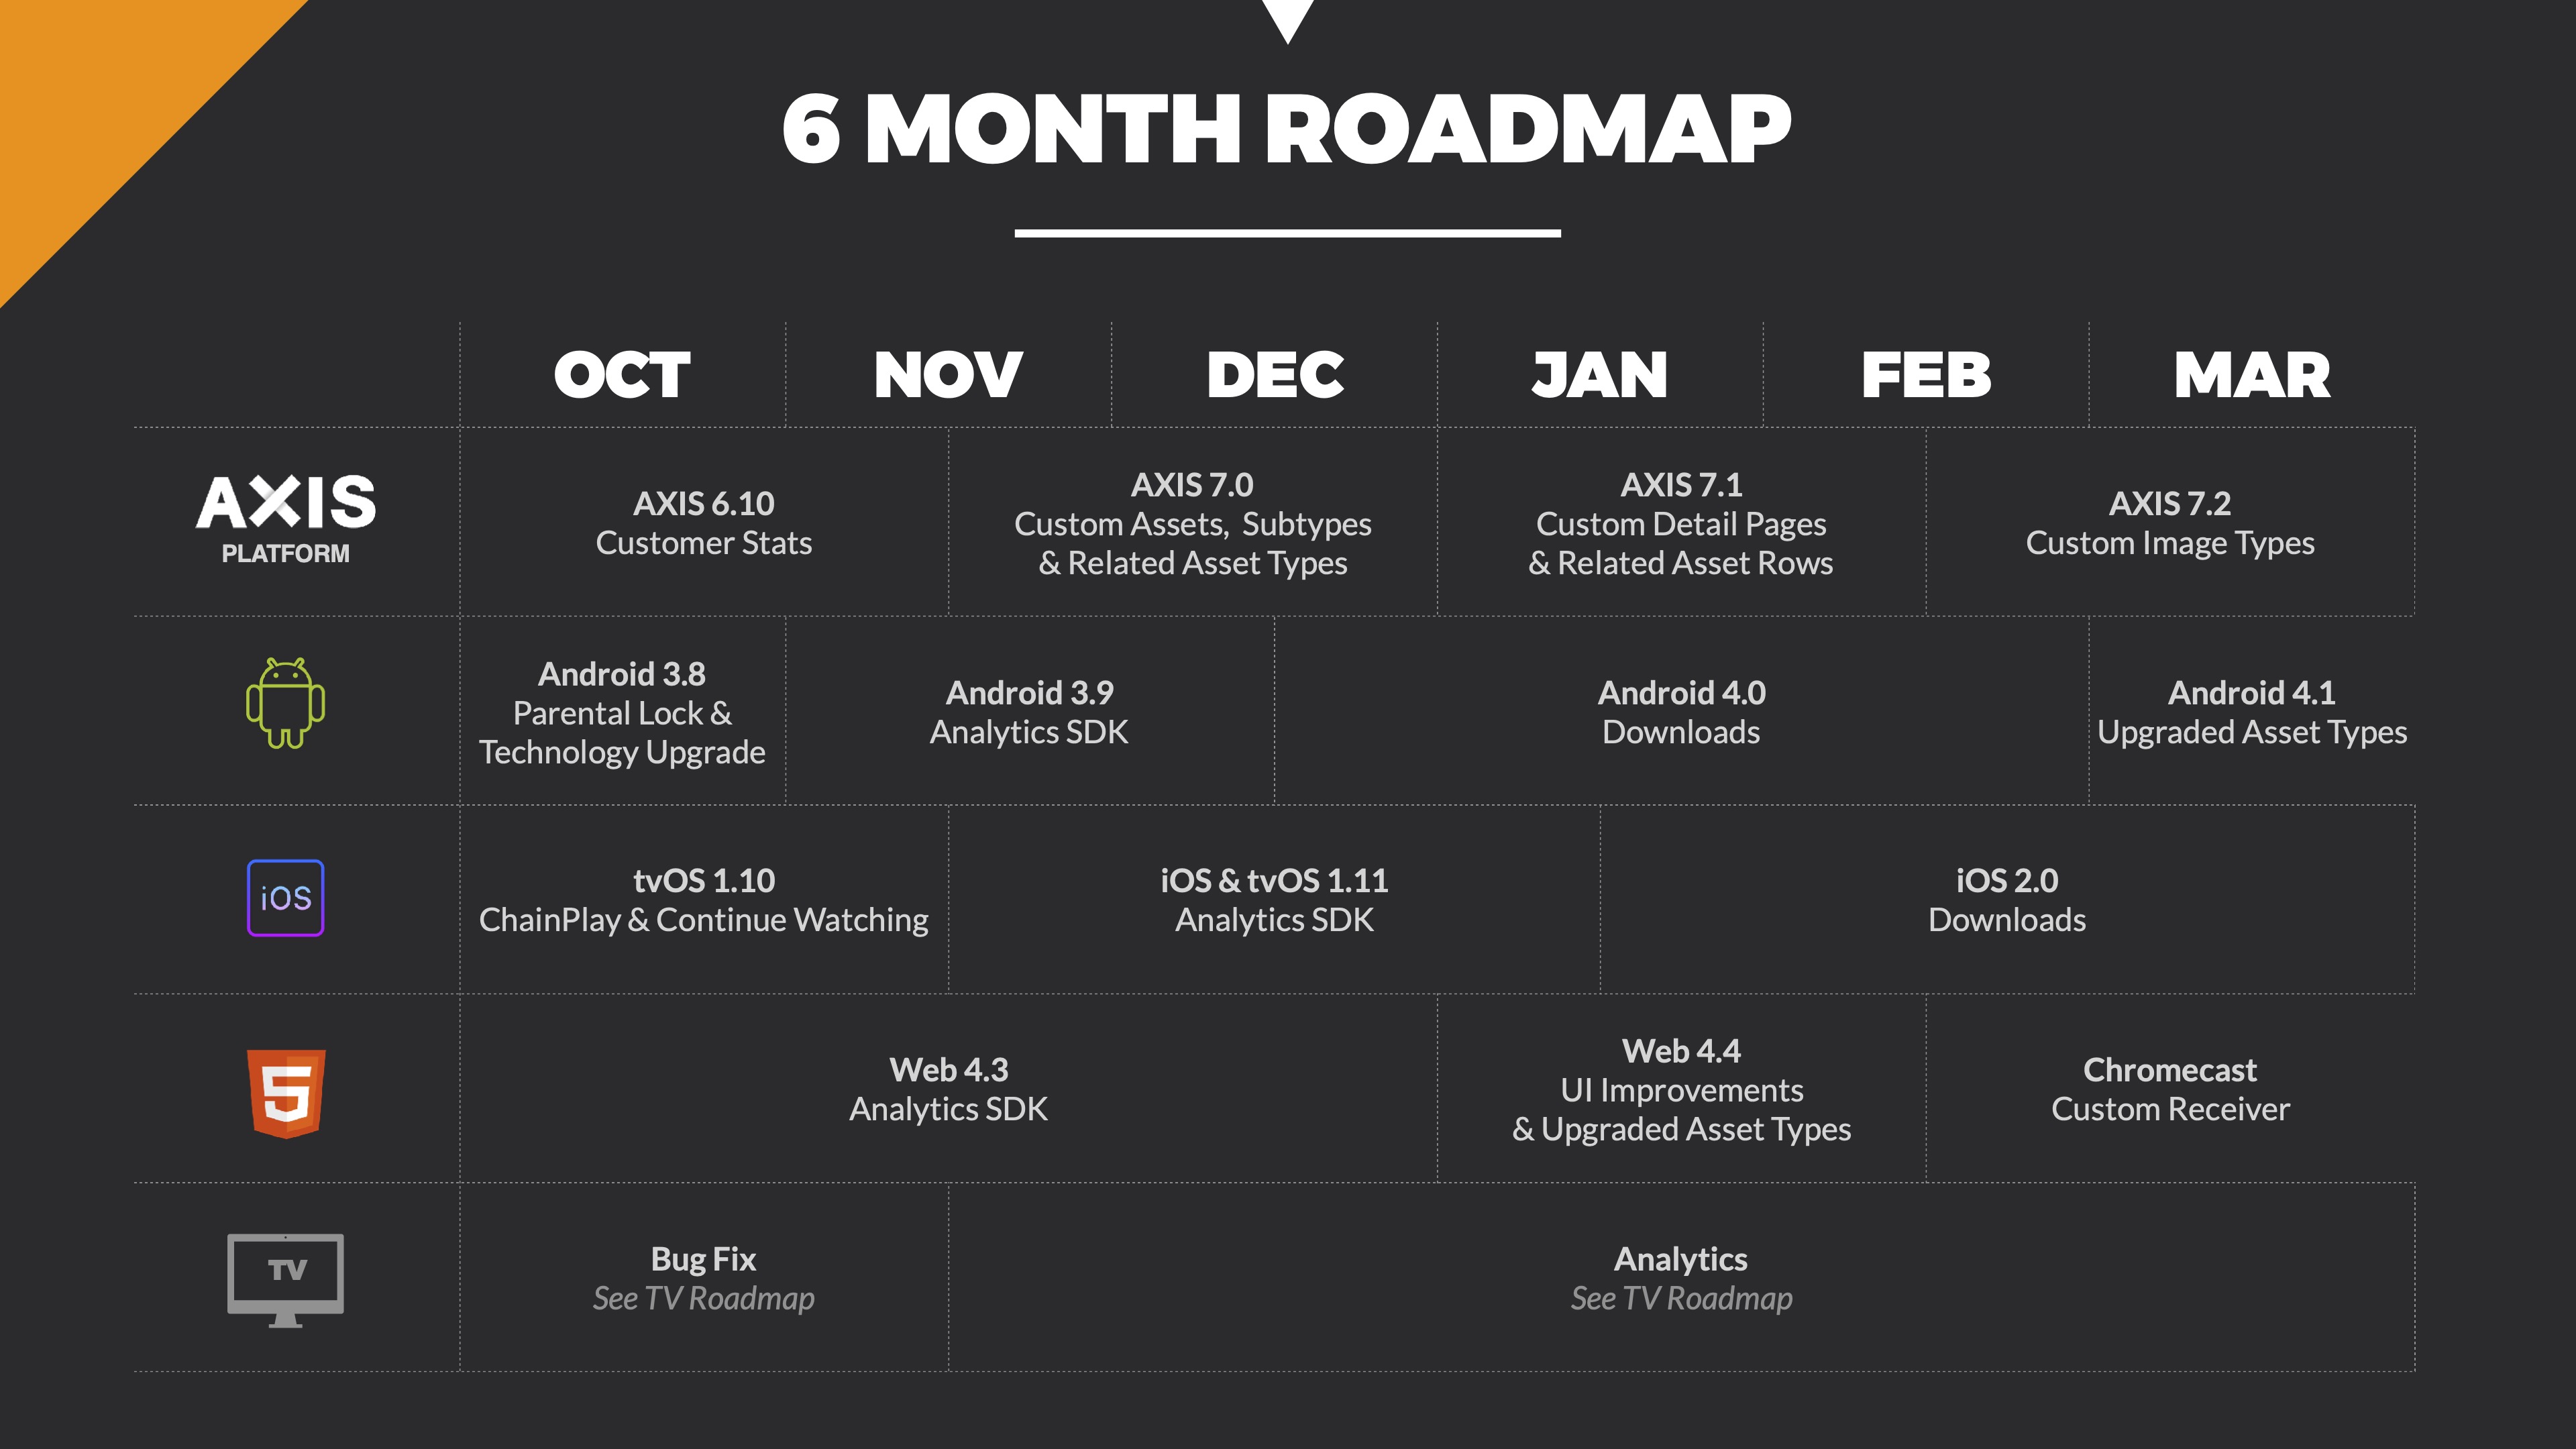 6 MONTH ROADMAP
OCT
NOV
DEC
JAN
FEB
MAR
AXIS
PLATFORM
AXIS 6.10
Customer Stats
AXIS 7.0
Custom Assets,  Subtypes
& Related Asset Types
AXIS 7.1
Custom Detail Pages
& Related Asset Rows
AXIS 7.2
Custom Image Types
Android 3.8
Parental Lock &
Technology Upgrade
Android 3.9
Analytics SDK
Android 4.0
Downloads
Android 4.1
Upgraded Asset Types
iOS
tvOS 1.10
ChainPlay & Continue Watching
iOS & tvOS 1.11
Analytics SDK
iOS 2.0
Downloads
5
Web 4.3
Analytics SDK
Web 4.4
UI Improvements
& Upgraded Asset Types
Chromecast
Custom Receiver
TV
Bug Fix
See TV Roadmap
Analytics
See TV Roadmap